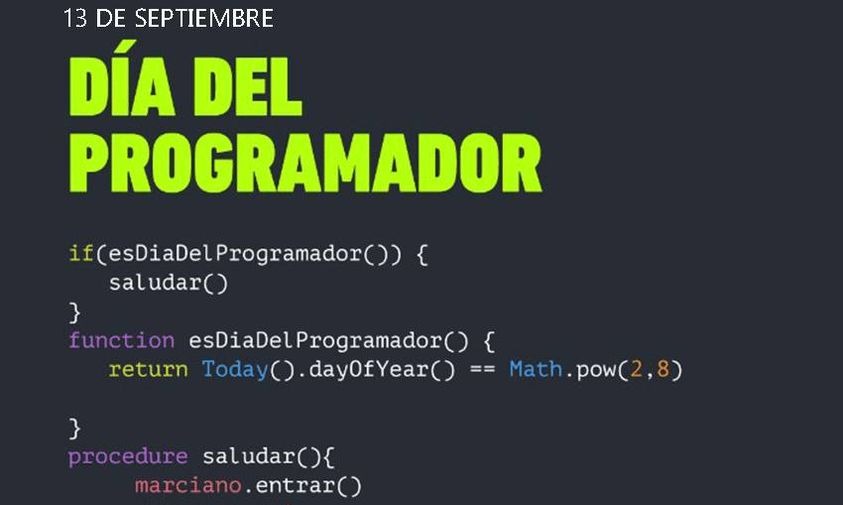 13 DE SEPTIEMBRE
DÍA DEL
PROGRAMADOR
if(esDiaDelProgramador()) {
saludar()
}
function esDiaDelProgramador() {
return Today().dayOfYear() == Math.pow(2,8)
}
procedure saludar(){
marciano.entrar()